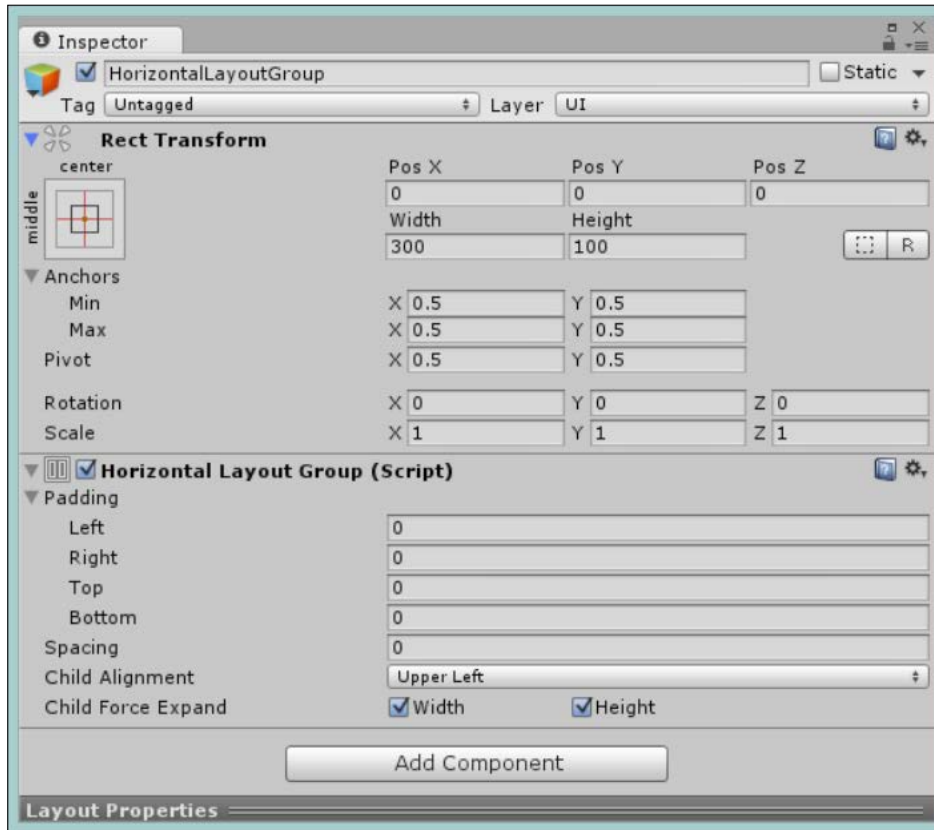 Inspector
HorizontalLayoutGroup Static
Tag Untagged Layer UI
Rect Transform
center
middle
Pos X Pos Y Pos Z
0 0 0
Width Height
300 100 R
Anchors
Min X 0.5 Y 0.5
Max X 0.5 Y 0.5
Pivot X 0.5 Y 0.5
Rotation X 0 Y 0 Z 0
Scale X 1 Y 1 Z 1
Horizontal Layout Group (Script)
Padding
Left 0
Right 0
Top 0
Bottom 0
Spacing 0
Child Alignment Upper Left
Child Force Expand Width Height
Add Component
Layout Properties